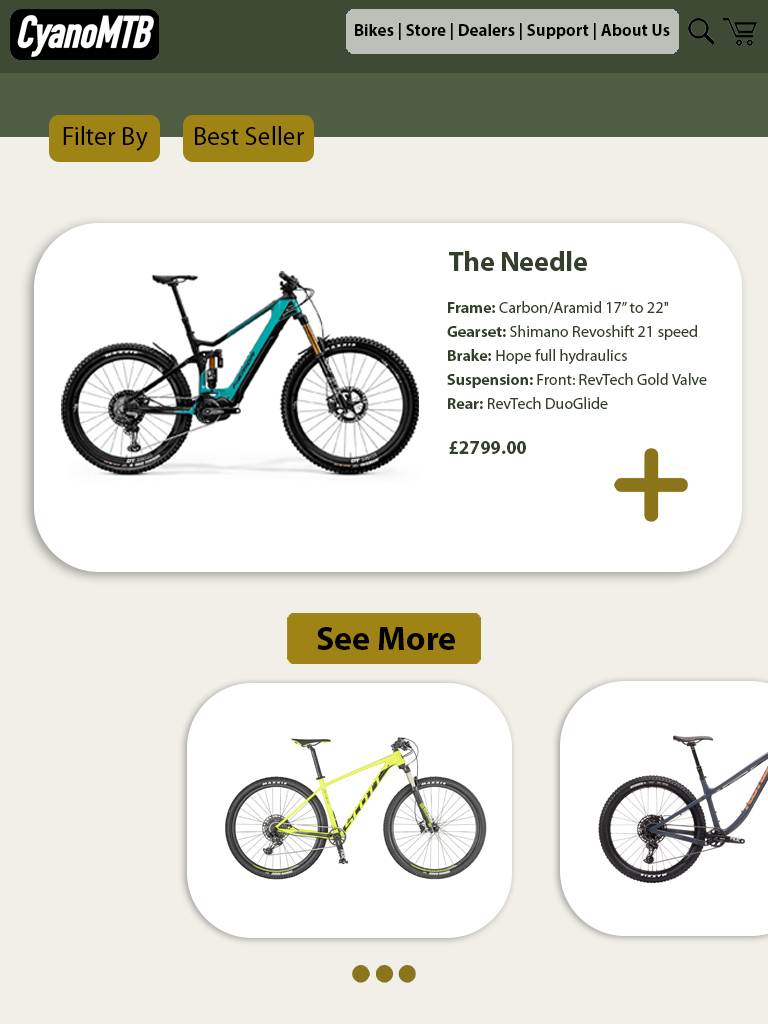 CyanoMTB
Bikes | Store | Dealers | Support | About Us
Filter By
Best Seller
The Needle
Frame: Carbon/Aramid 17” to 22"
Gearset: Shimano Revoshift 21 speed
Brake: Hope full hydraulics
Suspension: Front: RevTech Gold Valve
Rear: RevTech DuoGlide
£2799.00
See More
SCOTT